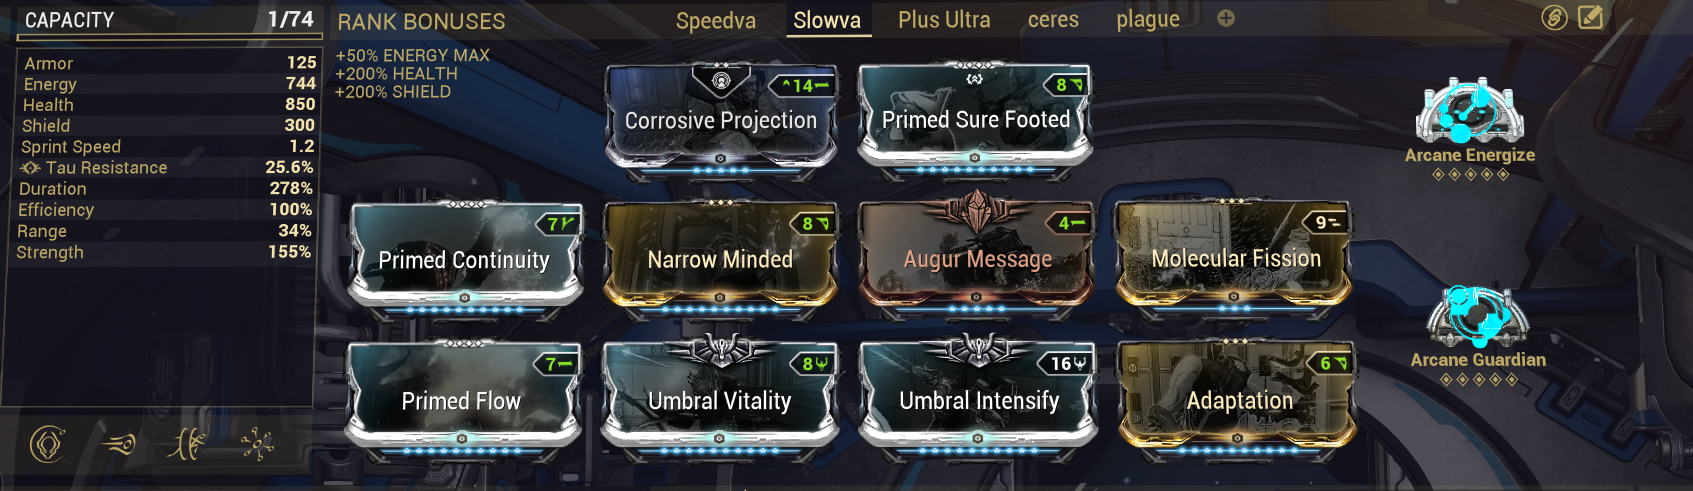 CAPACITY 1/74
RANK BONUSES
Speedva Slowva Plus Ultra ceres plague
+50% ENERGY MAX
+200% HEALTH
+200% SHIELD
Armor 125
Energy 744
Health 850
Shield 300
Sprint Speed 1.2
Tau Resistance 25.6%
Duration 278%
Efficiency 100%
Range 34%
Strength 155%
14
Corrosive Projection
8
Primed Sure Footed
Arcane Energize
7
Primed Continuity
8
Narrow Minded
4
Augur Message
9
Molecular Fission
7
Primed Flow
8
Umbral Vitality
16
Umbral Intensify
6
Adaptation
Arcane Guardian